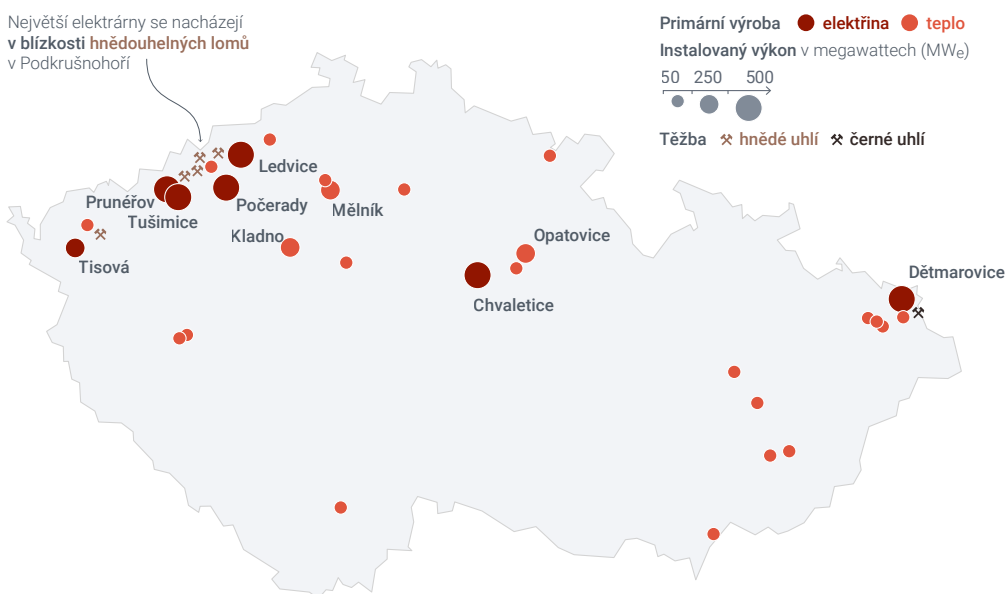 Největší elektrárny se nacházejí
v blízkosti hnědouhelných lomů
v Podkrušnohoří
Primární výroba elektřina teplo
Instalovaný výkon v megawattech (MWe)
50 250 500
Těžba hnědé uhlí černé uhlí
Ledvice
Prunéřov
Počerady
Mělník
Tušimice
Kladno
Opatovice
Tisová
Dětmarovice
Chvaletice